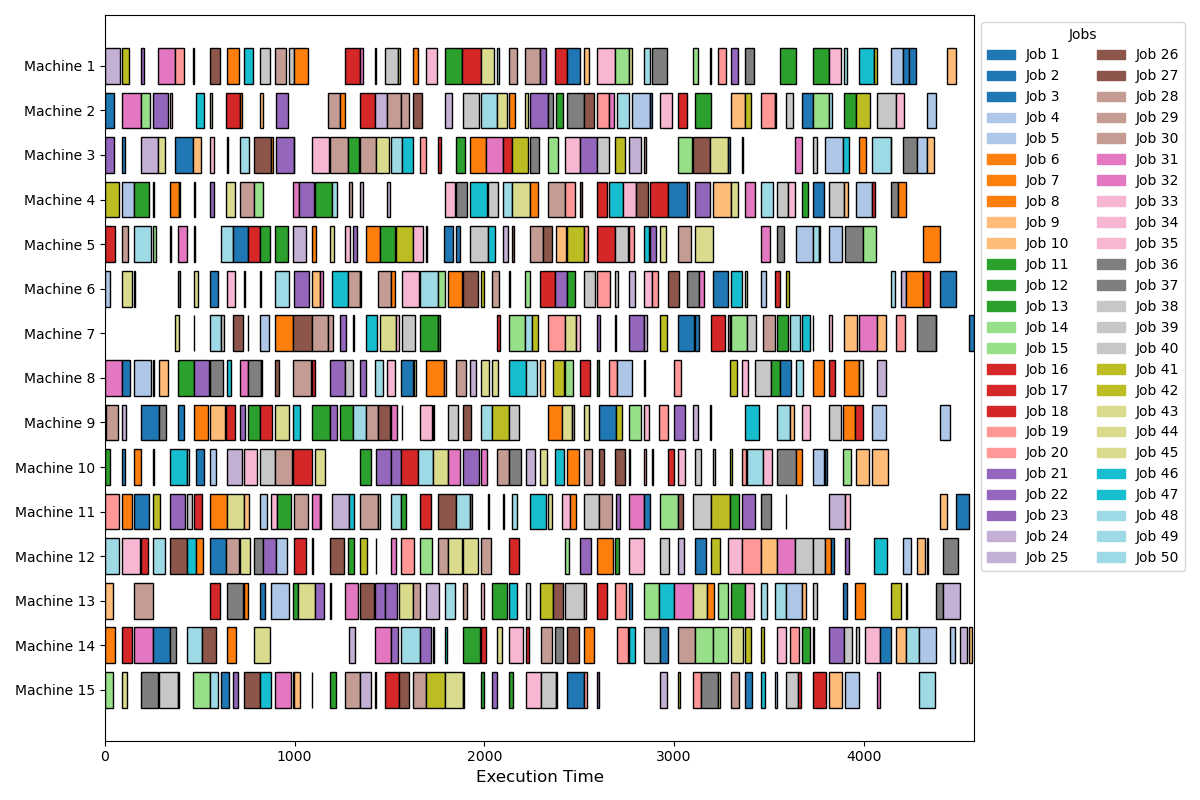 Machine 1
Machine 2
Machine 3
Machine 4
Machine 5
Machine 6
Machine 7
Machine 8
Machine 9
Machine 10
Machine 11
Machine 12
Machine 13
Machine 14
Machine 15
0 1000 2000 3000 4000
Execution Time
Jobs
Job 1 Job 26
Job 2 Job 27
Job 3 Job 28
Job 4 Job 29
Job 5 Job 30
Job 6 Job 31
Job 7 Job 32
Job 8 Job 33
Job 9 Job 34
Job 10 Job 35
Job 11 Job 36
Job 12 Job 37
Job 13 Job 38
Job 14 Job 39
Job 15 Job 40
Job 16 Job 41
Job 17 Job 42
Job 18 Job 43
Job 19 Job 44
Job 20 Job 45
Job 21 Job 46
Job 22 Job 47
Job 23 Job 48
Job 24 Job 49
Job 25 Job 50